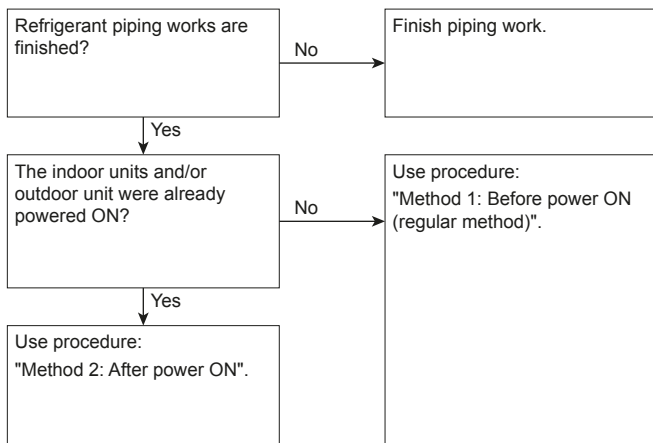 Refrigerant piping works are
finished?
No
Finish piping work.
Yes
The indoor units and/or
outdoor unit were already
powered ON?
No
Use procedure:
"Method 1: Before power ON
(regular method)".
Yes
Use procedure:
"Method 2: After power ON".